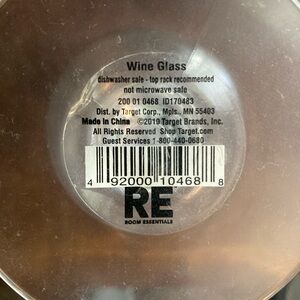 Wine Glass
dishwasher safe - top rack recommended
not microwave safe
200 01 0468 ID170483
Dist. by Target Corp., Mpls., MN 55403
Made in China ©2019 Target Brands, Inc.
All Rights Reserved Shop Target.com
Guest Services 1-800-440-0680
4 92000 10468 8
RE
ROOM ESSENTIALS